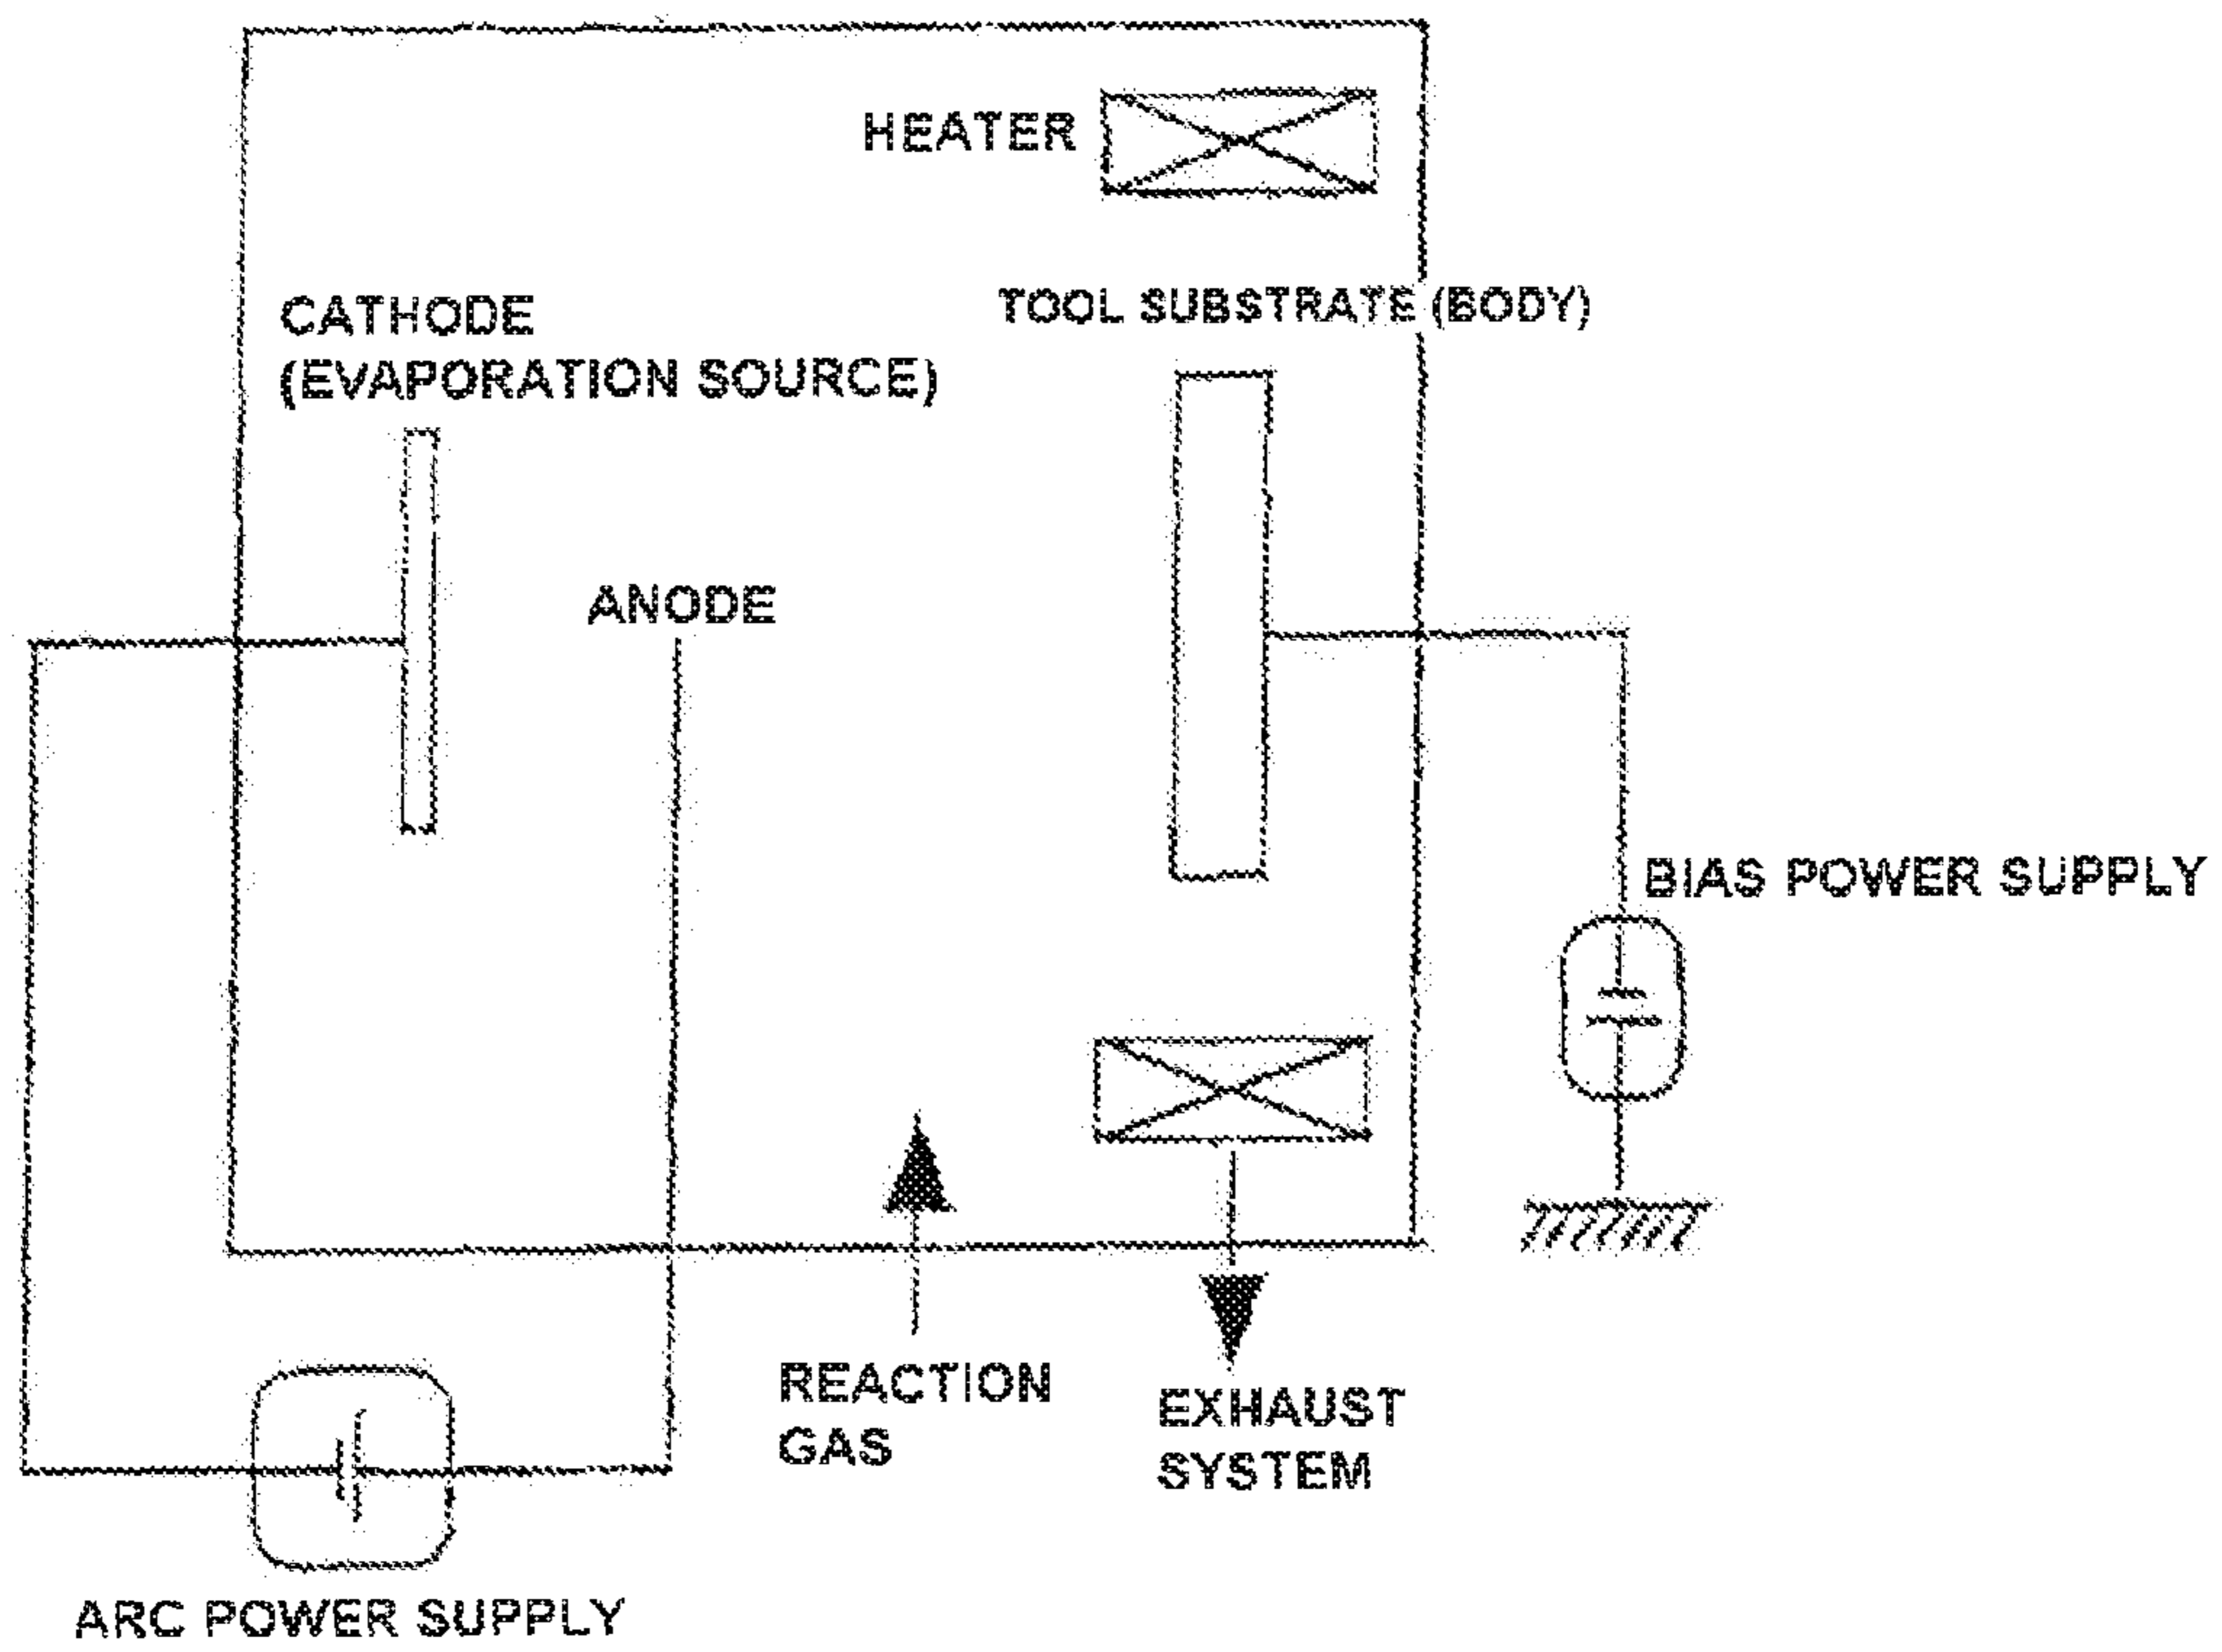 HEATER
TOOL SUBSTRATE (BODY)
CATHODE
(EVAPORATION SOURCE)
ANODE
BIAS POWER SUPPLY
REACTION
GAS
EXHAUST
SYSTEM
ARC POWER SUPPLY